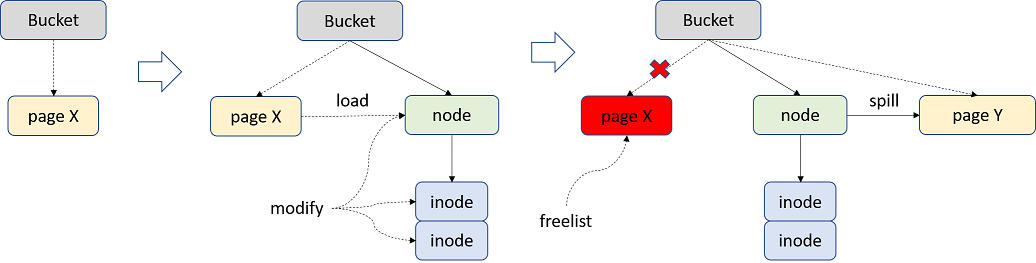 Bucket
page X
Bucket
load
page X
node
modify
inode
inode
Bucket
page X
node
spill
page Y
freelist
inode
inode